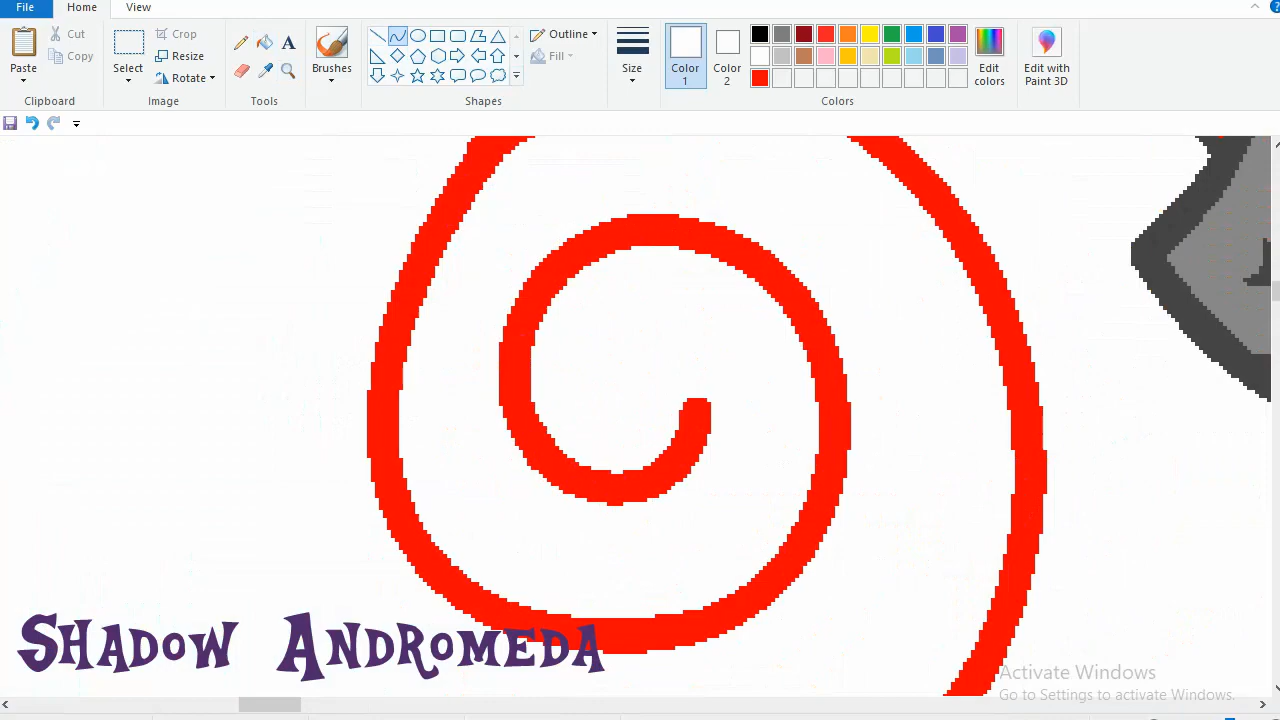 File
Home
View
Paste
Cut
Copy
Clipboard
Select
Resize
Rotate
Image
Tools
Brushes
Shapes
Outline
Fill
Size
Color 1
Color 2
Colors
Edit colors
Edit with Paint 3D
Shadow Andromeda
Activate Windows
Go to Settings to activate Windows.